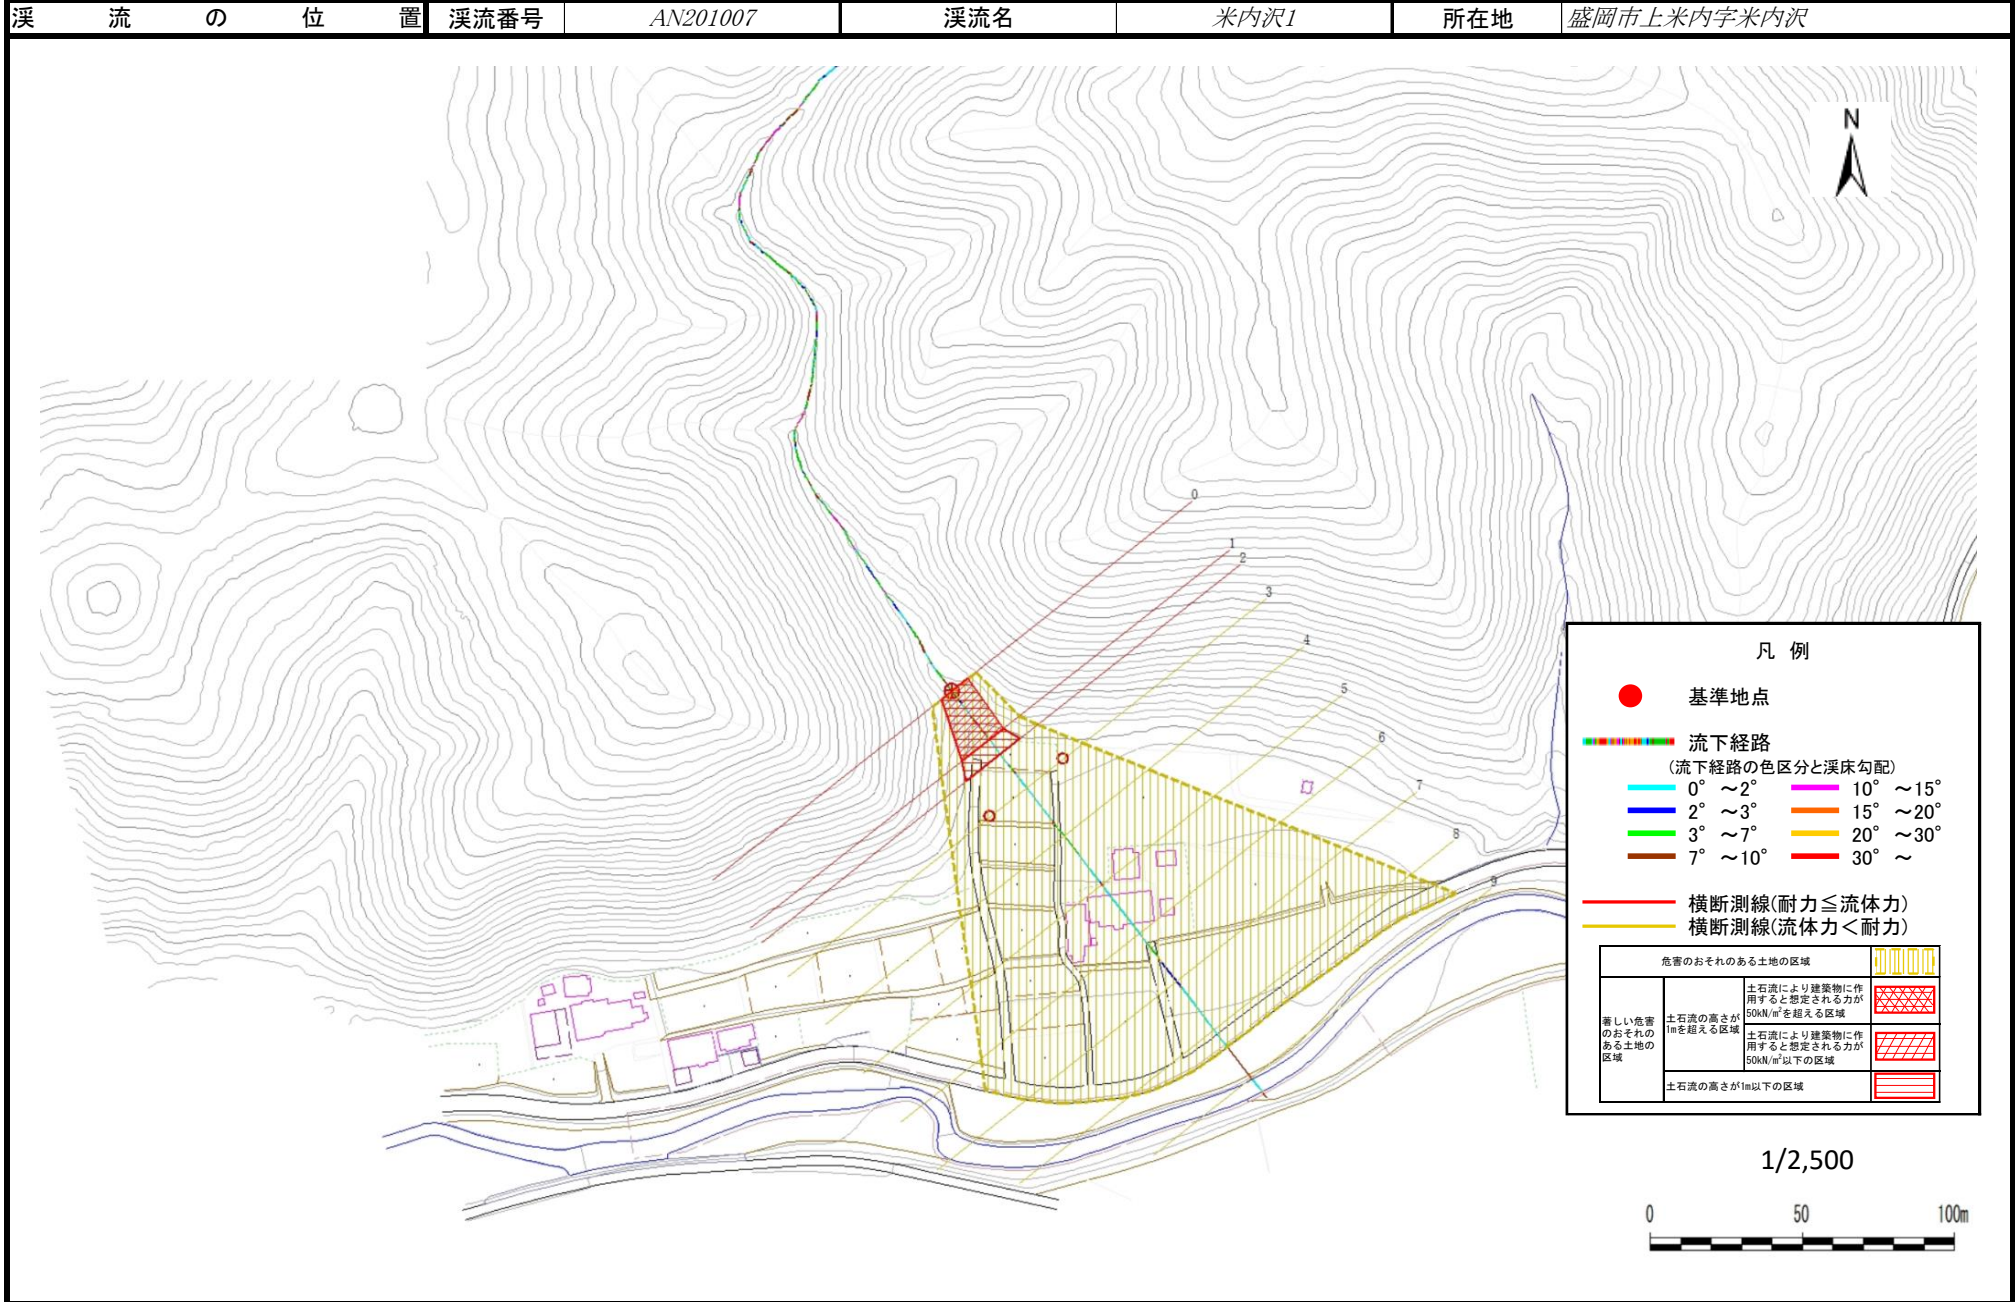 渓流の位置 渓流番号 AN201007 渓流名 米内沢1 所在地 盛岡市上米内字米内沢
N
0
1
2
3
4
5
6
7
8
9
凡例
基準地点
流下経路
(流下経路の色区分と渓床勾配)
0° ～2° 10° ～15°
2° ～3° 15° ～20°
3° ～7° 20° ～30°
7° ～10° 30° ～
横断測線(耐力≦流体力)
横断測線(流体力＜耐力)
危害のおそれのある土地の区域
著しい危害
のおそれの
ある土地の
区域
土石流の高さが
1mを超える区域
土石流により建築物に作
用すると想定される力が
50kN/m²を超える区域
土石流により建築物に作
用すると想定される力が
50kN/m²以下の区域
土石流の高さが1m以下の区域
1/2,500
0 50 100m